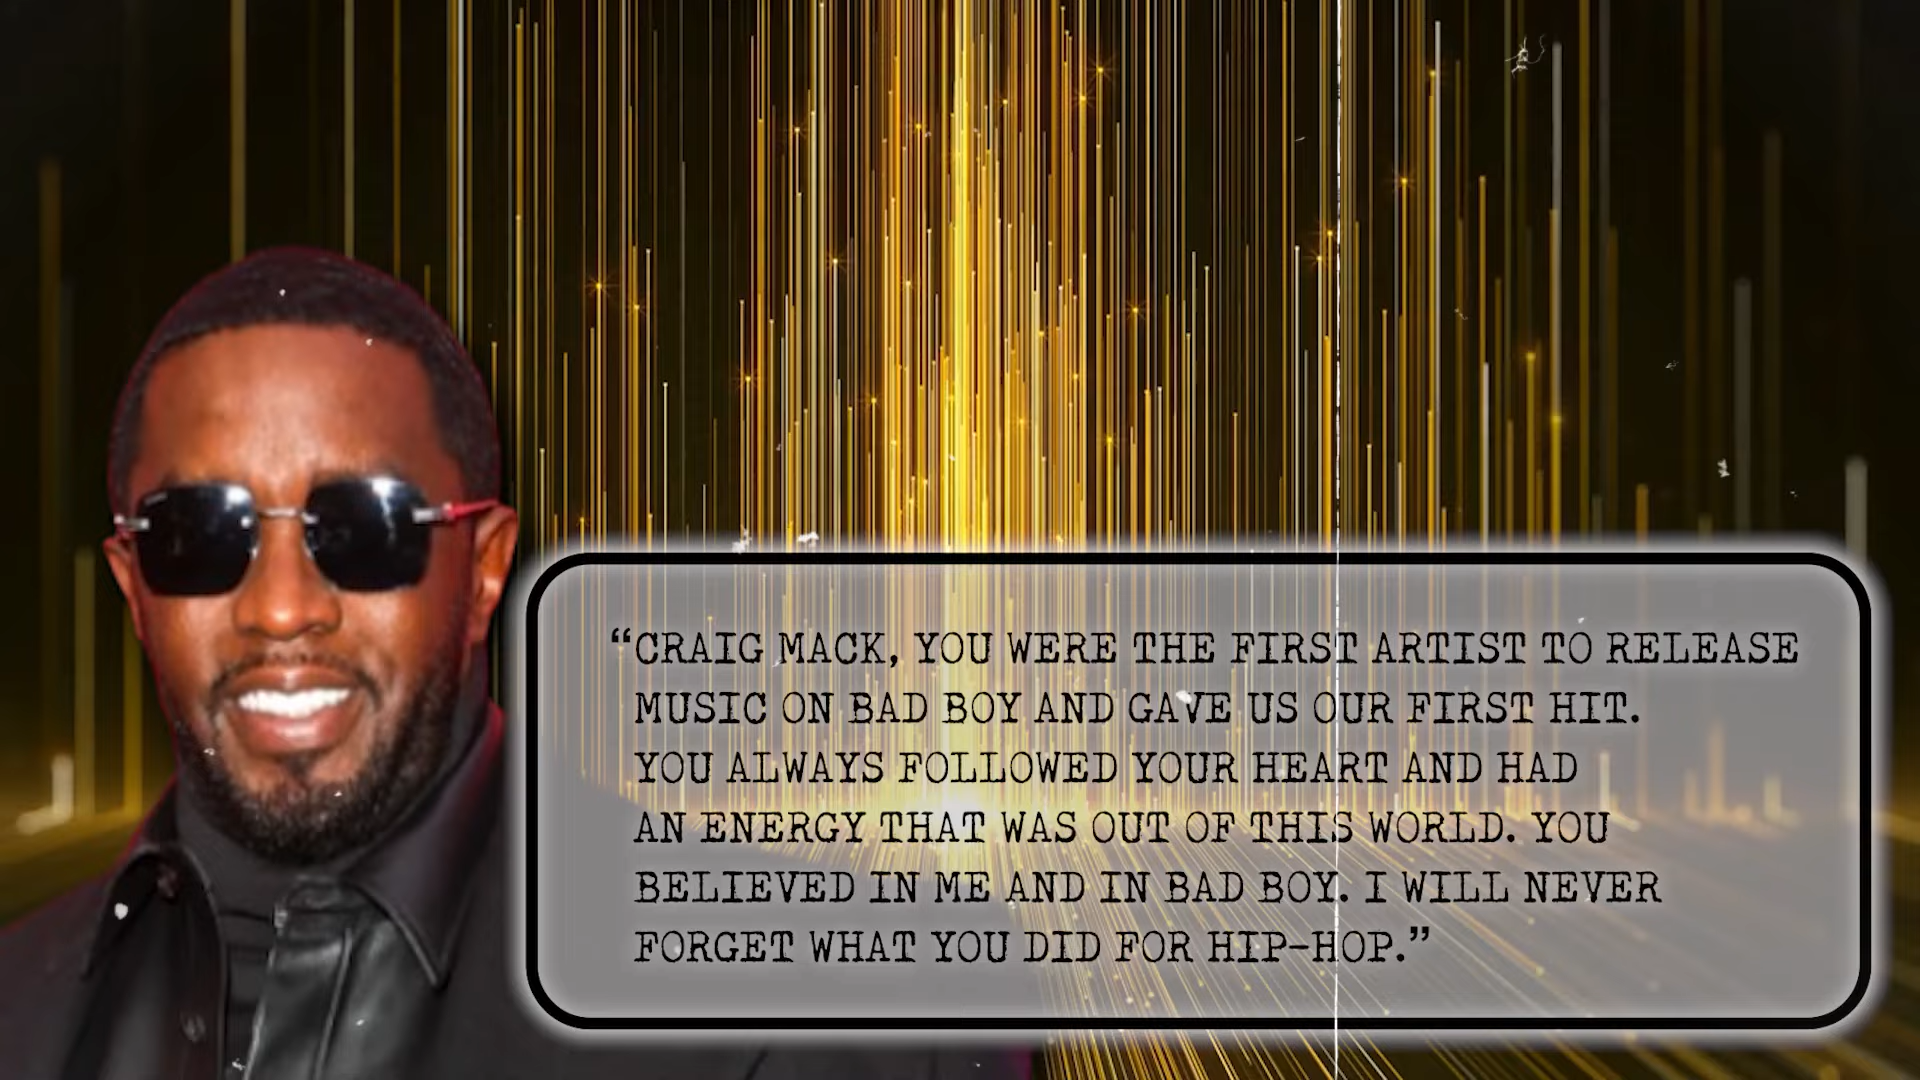 “CRAIG MACK, YOU WERE THE FIRST ARTIST TO RELEASE
MUSIC ON BAD BOY AND GAVE US OUR FIRST HIT.
YOU ALWAYS FOLLOWED YOUR HEART AND HAD
AN ENERGY THAT WAS OUT OF THIS WORLD. YOU
BELIEVED IN ME AND IN BAD BOY. I WILL NEVER
FORGET WHAT YOU DID FOR HIP-HOP.”